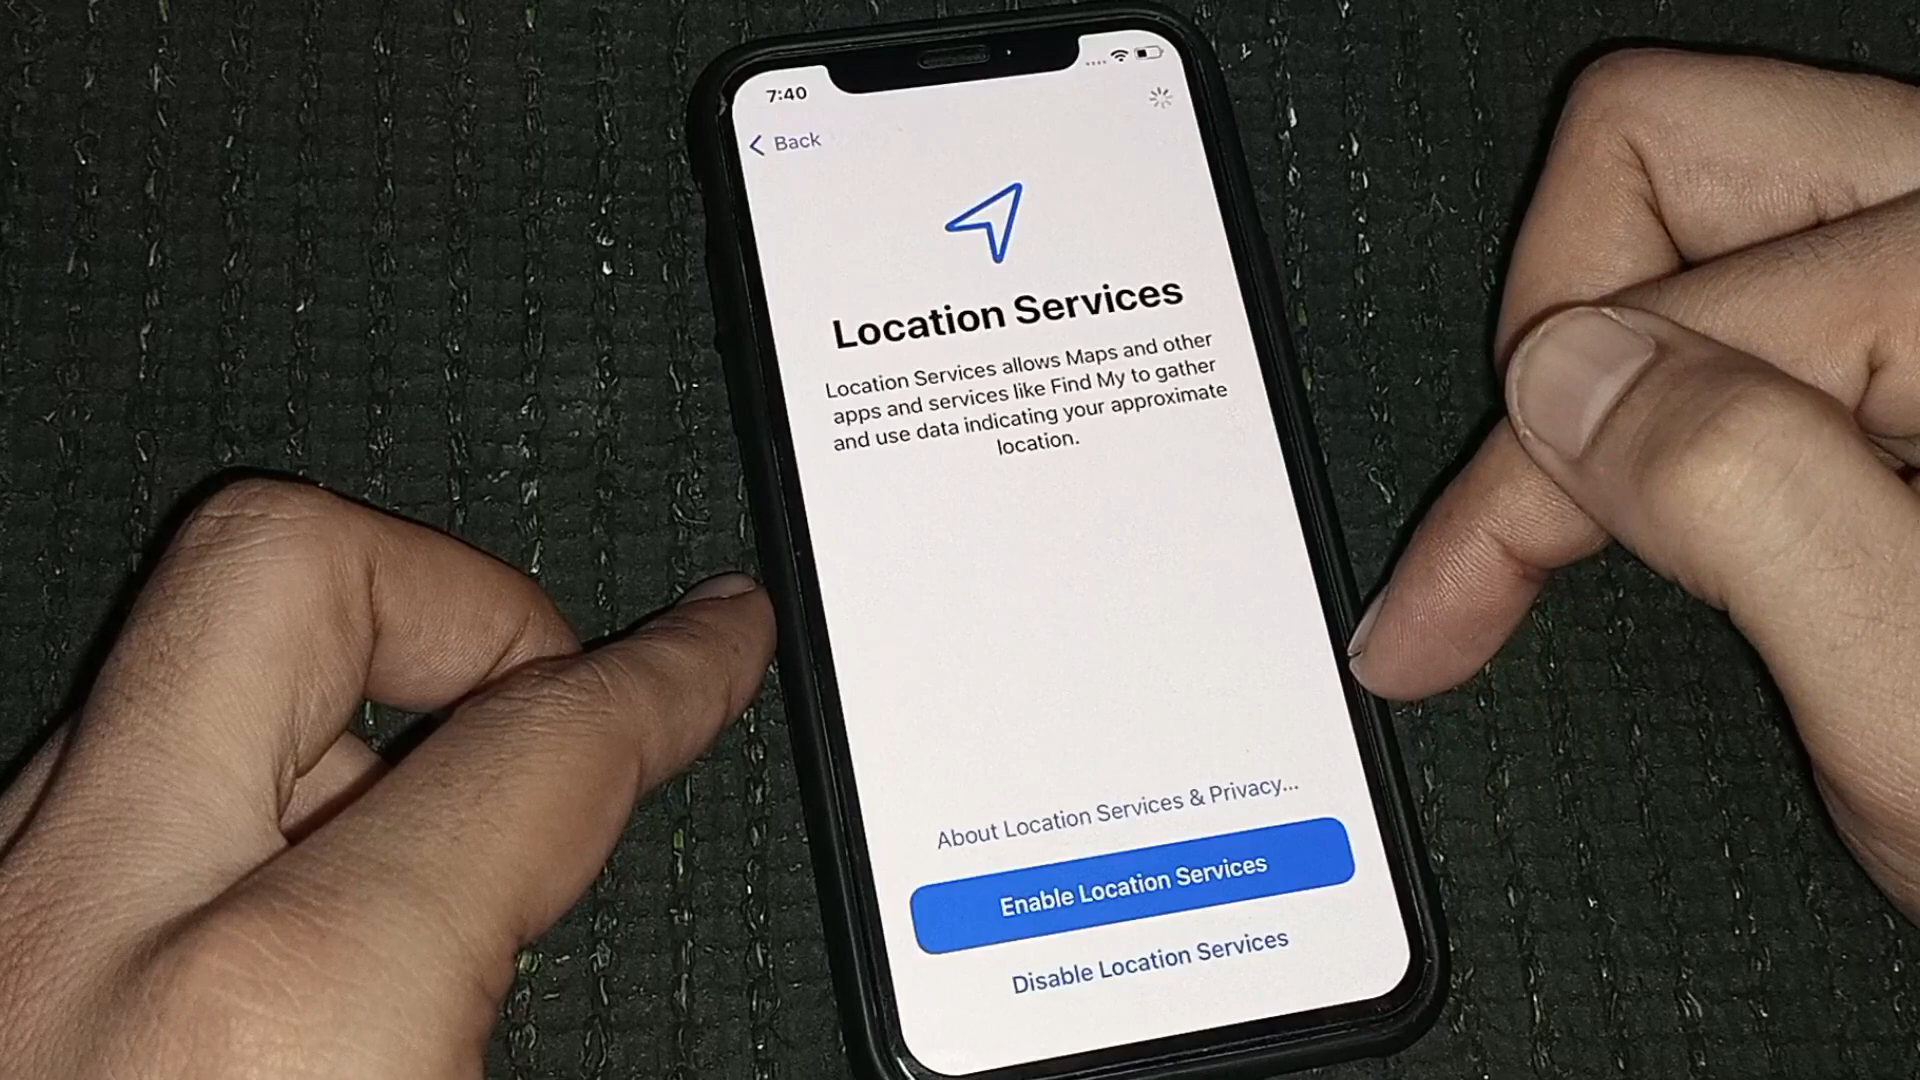 7:40
Back
Location Services
Location Services allows Maps and other
apps and services like Find My to gather
and use data indicating your approximate
location.
About Location Services & Privacy...
Enable Location Services
Disable Location Services